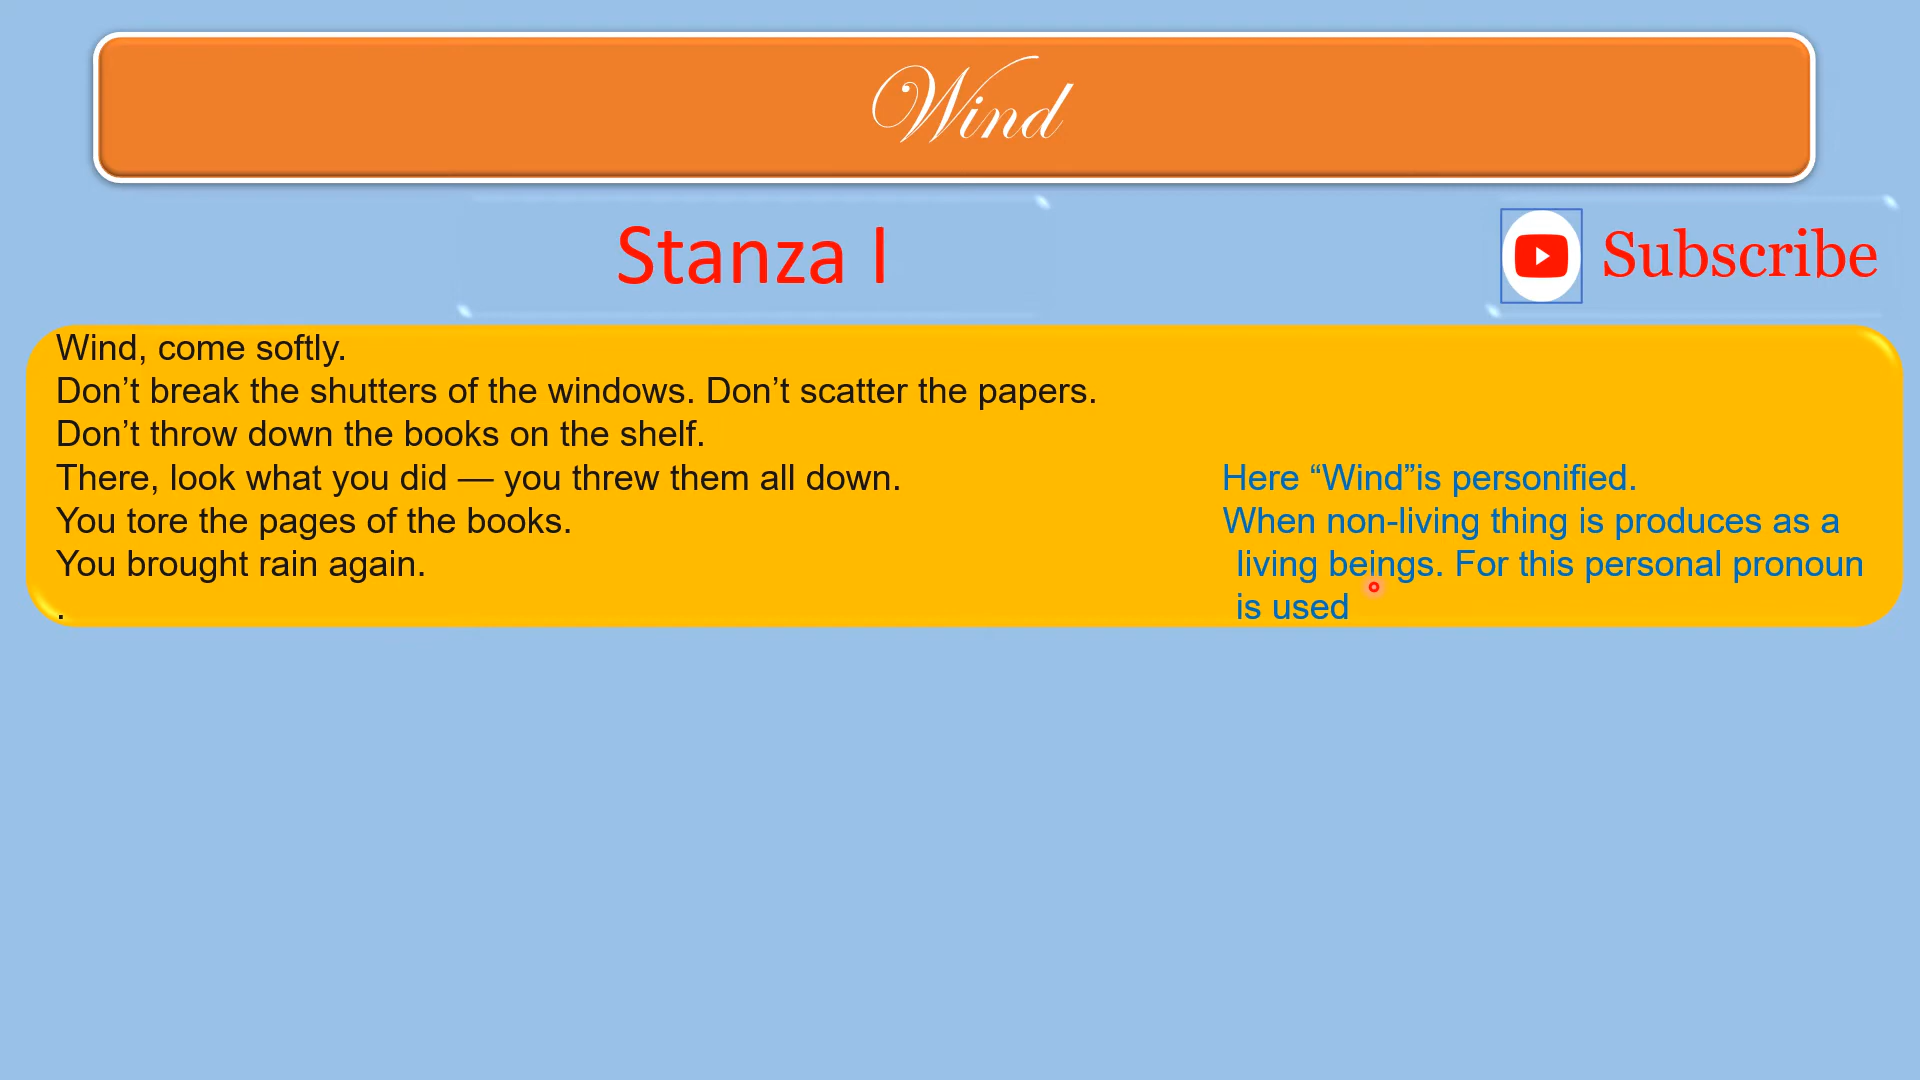 Wind
Stanza I
Subscribe
Wind, come softly.
Don’t break the shutters of the windows. Don’t scatter the papers.
Don’t throw down the books on the shelf.
There, look what you did — you threw them all down.
You tore the pages of the books.
You brought rain again.
.
Here “Wind”is personified.
When non-living thing is produces as a
living beings. For this personal pronoun
is used